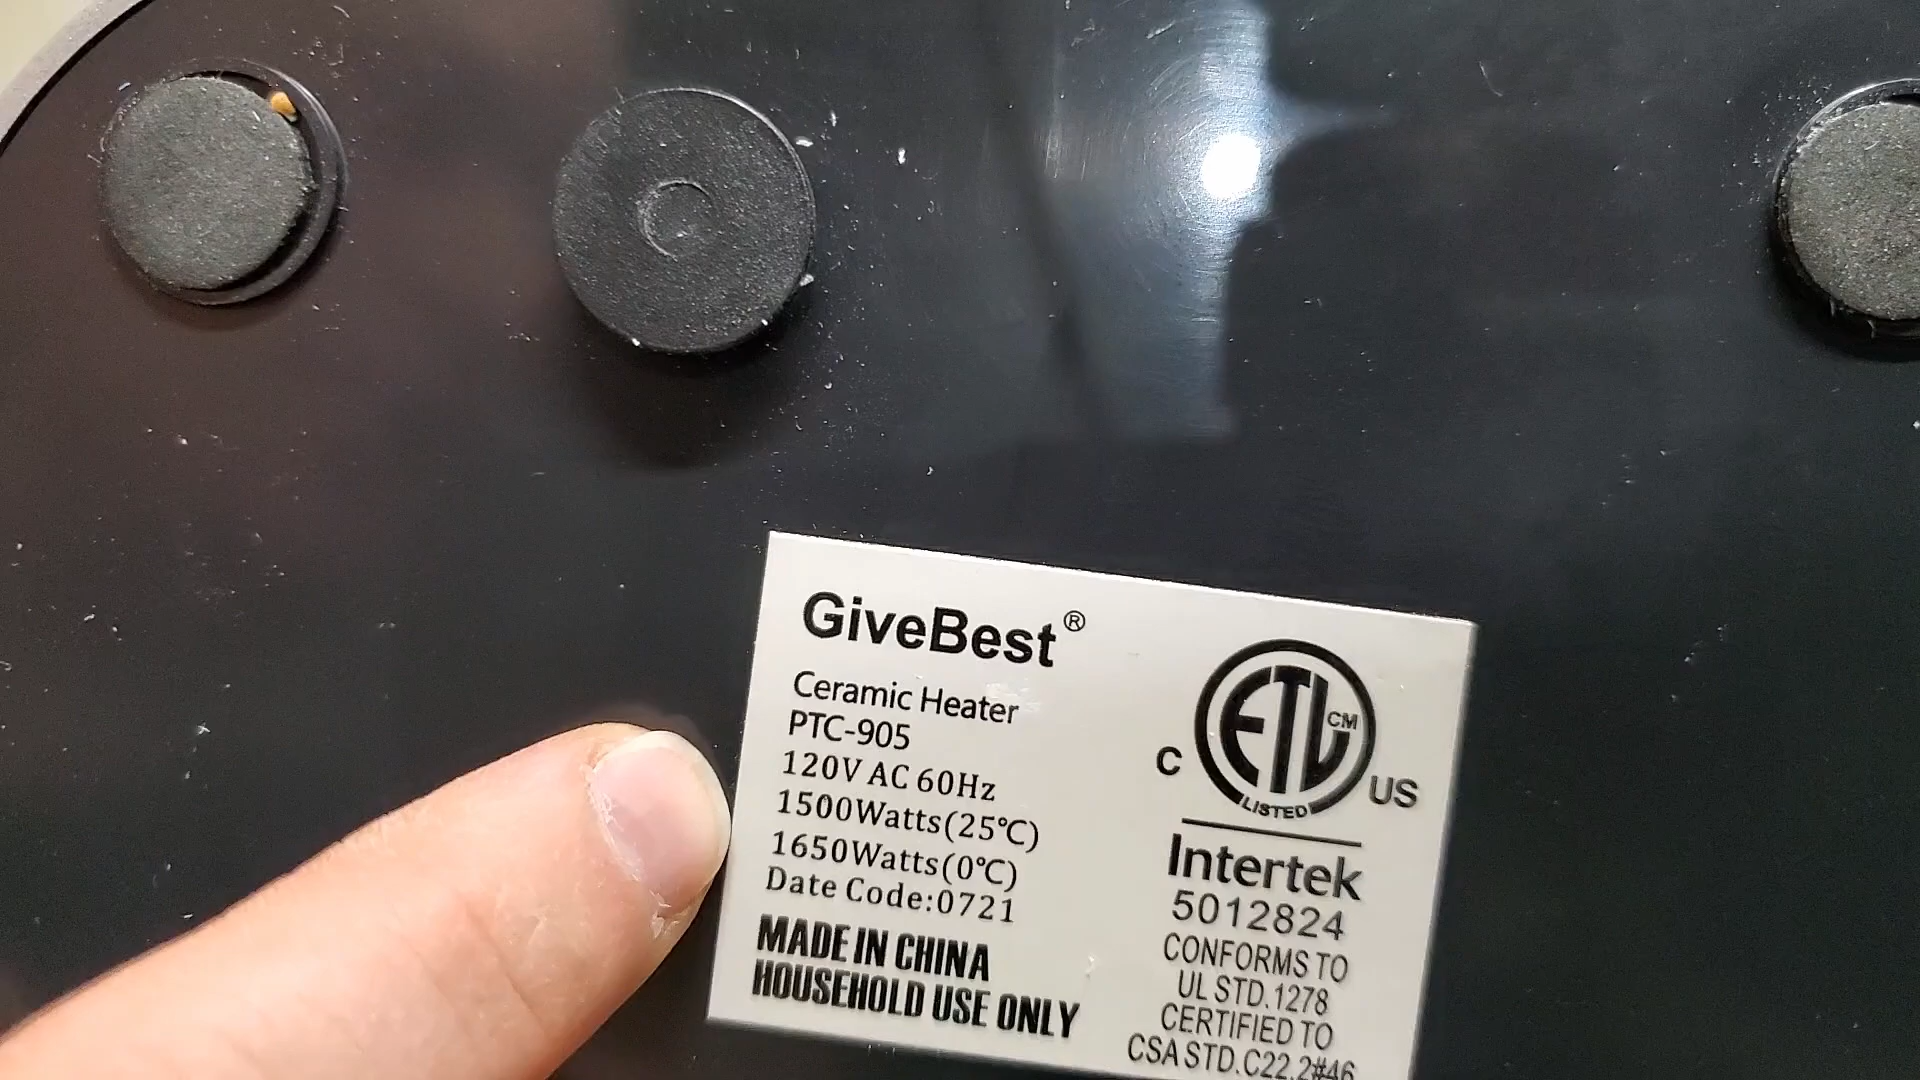 GiveBest®
Ceramic Heater
PTC-905
120V AC 60Hz
1500Watts(25℃)
1650Watts(0℃)
Date Code:0721
MADE IN CHINA
HOUSEHOLD USE ONLY
C ETL CM US
LISTED
Intertek
5012824
CONFORMS TO
UL STD.1278
CERTIFIED TO
CSA STD.C22.2#46